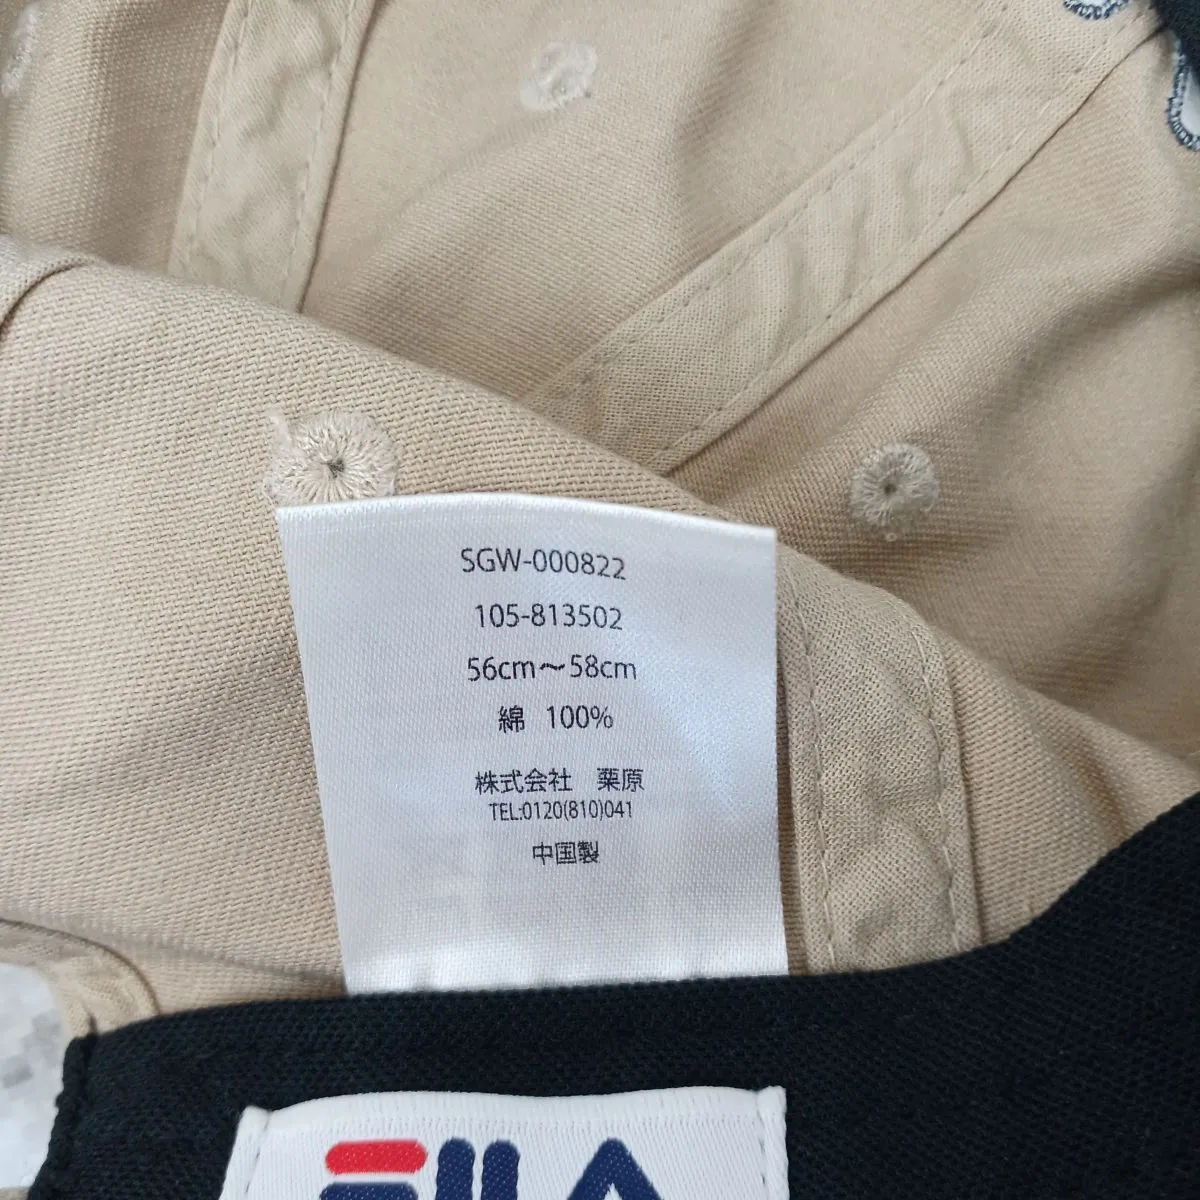 SGW-000822
105-813502
56cm～58cm
綿 100%
株式会社 栗原
TEL:0120(810)041
中国製
FILA